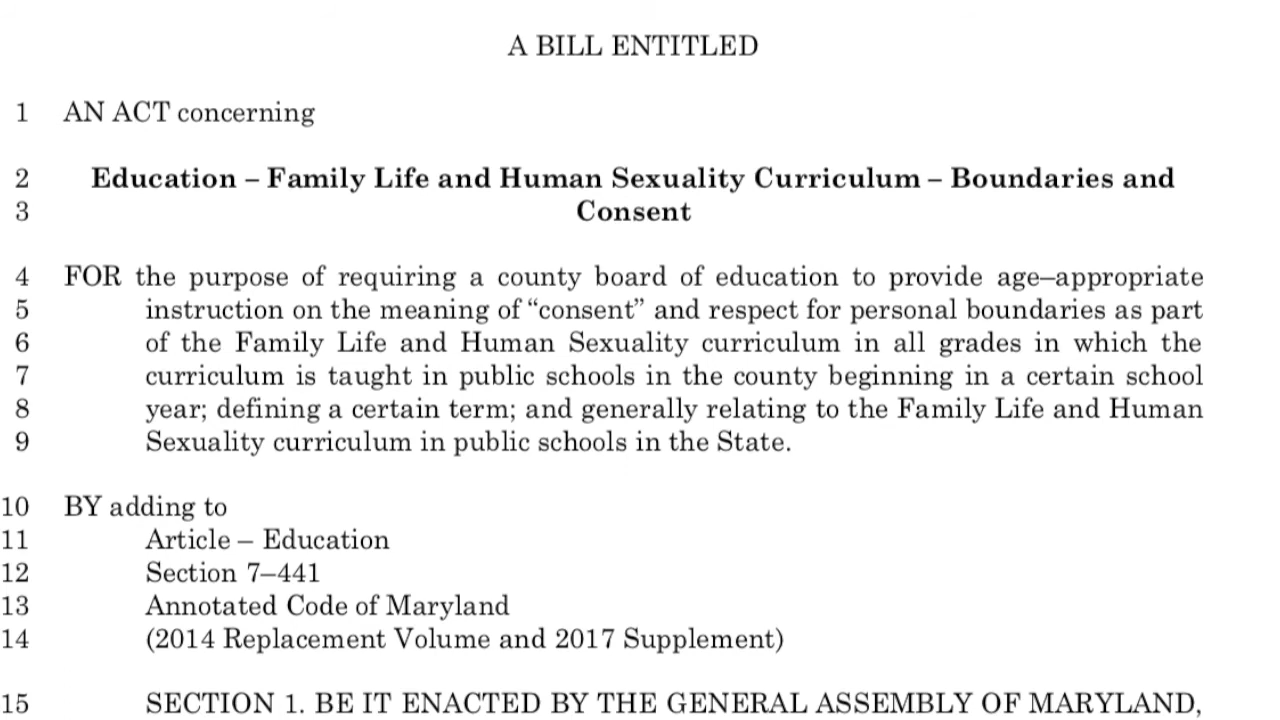 A BILL ENTITLED
1 AN ACT concerning
2 Education – Family Life and Human Sexuality Curriculum – Boundaries and
3 Consent
4 FOR the purpose of requiring a county board of education to provide age–appropriate
5 instruction on the meaning of “consent” and respect for personal boundaries as part
6 of the Family Life and Human Sexuality curriculum in all grades in which the
7 curriculum is taught in public schools in the county beginning in a certain school
8 year; defining a certain term; and generally relating to the Family Life and Human
9 Sexuality curriculum in public schools in the State.
10 BY adding to
11 Article – Education
12 Section 7–441
13 Annotated Code of Maryland
14 (2014 Replacement Volume and 2017 Supplement)
15 SECTION 1. BE IT ENACTED BY THE GENERAL ASSEMBLY OF MARYLAND,